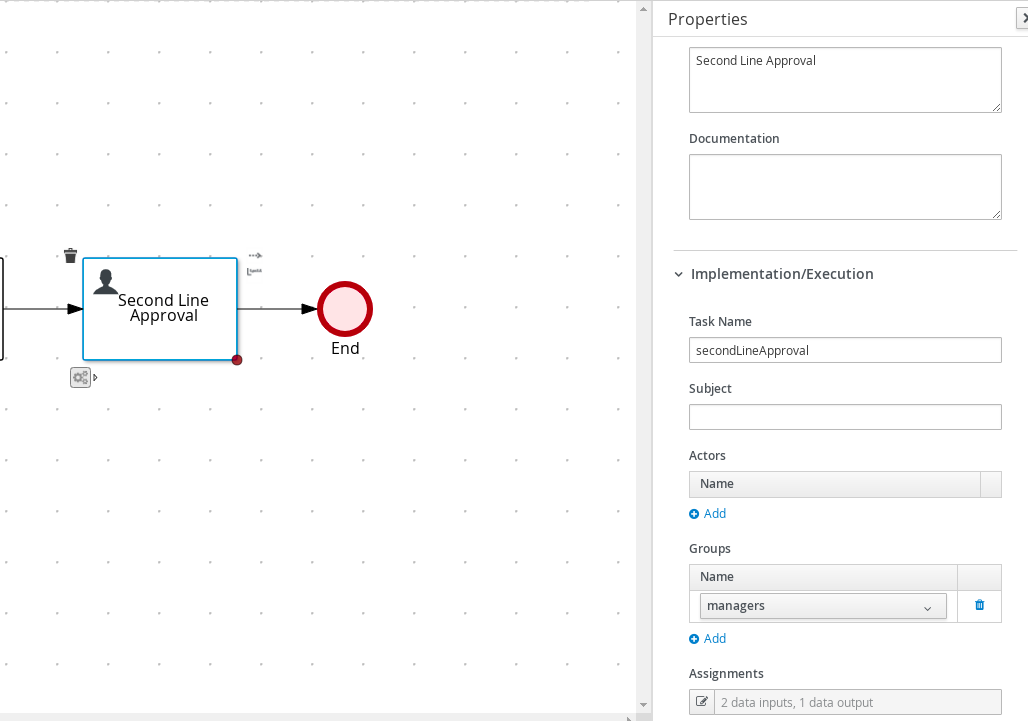 Properties
Second Line Approval
Documentation
Implementation/Execution
Task Name
secondLineApproval
Subject
Actors
Name
Add
Groups
Name
managers
Add
Assignments
2 data inputs, 1 data output
Second Line
Approval
End